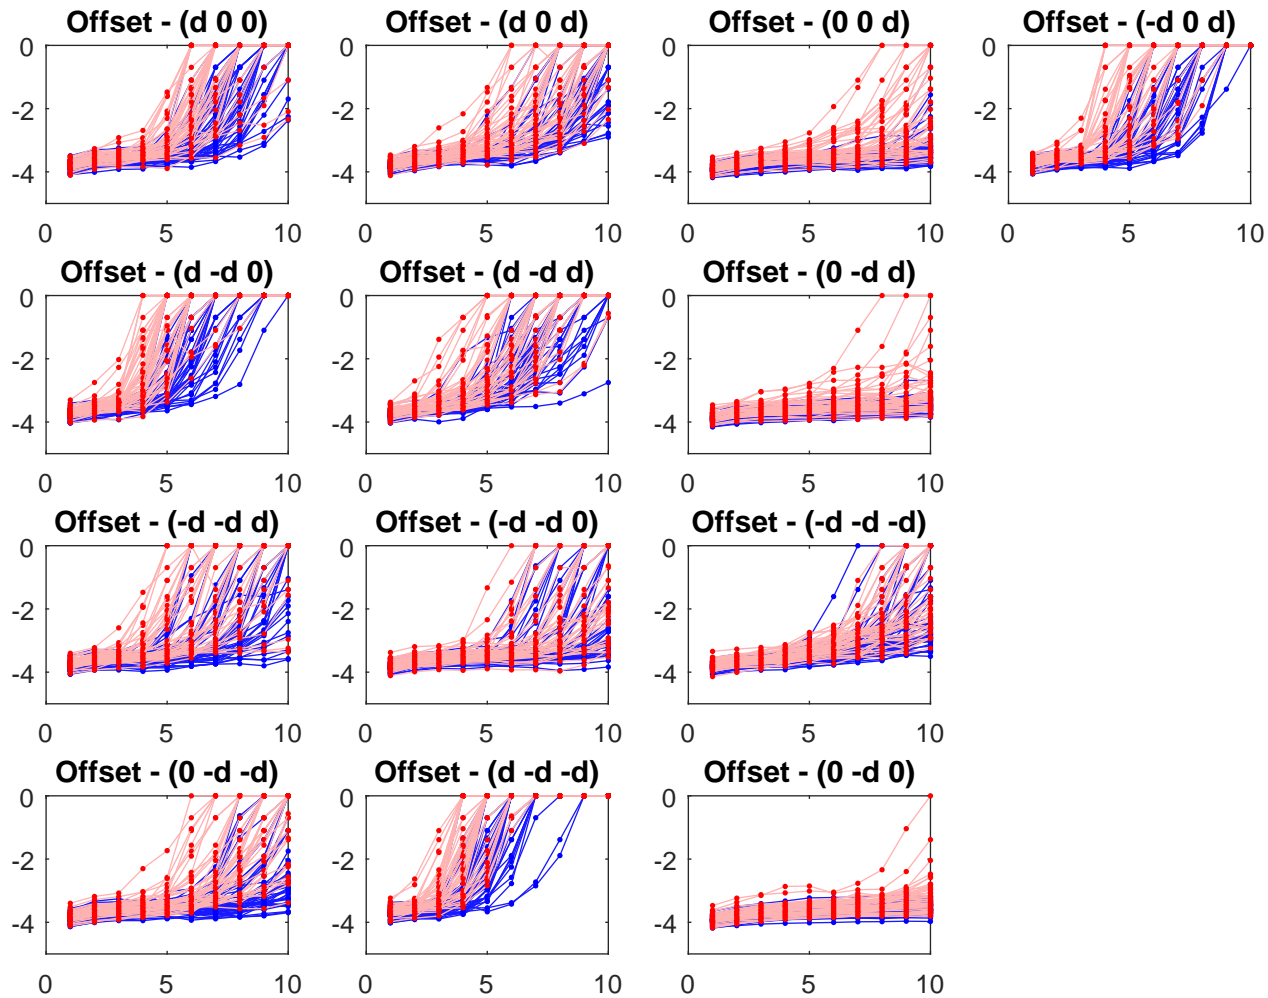 Offset - (d 0 0)
Offset - (d 0 d)
Offset - (0 0 d)
Offset - (-d 0 d)
0
-2
-4
0 5 10
0
-2
-4
0 5 10
0
-2
-4
0 5 10
0
-2
-4
0 5 10
Offset - (d -d 0)
Offset - (d -d d)
Offset - (0 -d d)
0
-2
-4
0 5 10
0
-2
-4
0 5 10
0
-2
-4
0 5 10
Offset - (-d -d d)
Offset - (-d -d 0)
Offset - (-d -d -d)
0
-2
-4
0 5 10
0
-2
-4
0 5 10
0
-2
-4
0 5 10
Offset - (0 -d -d)
Offset - (d -d -d)
Offset - (0 -d 0)
0
-2
-4
0 5 10
0
-2
-4
0 5 10
0
-2
-4
0 5 10